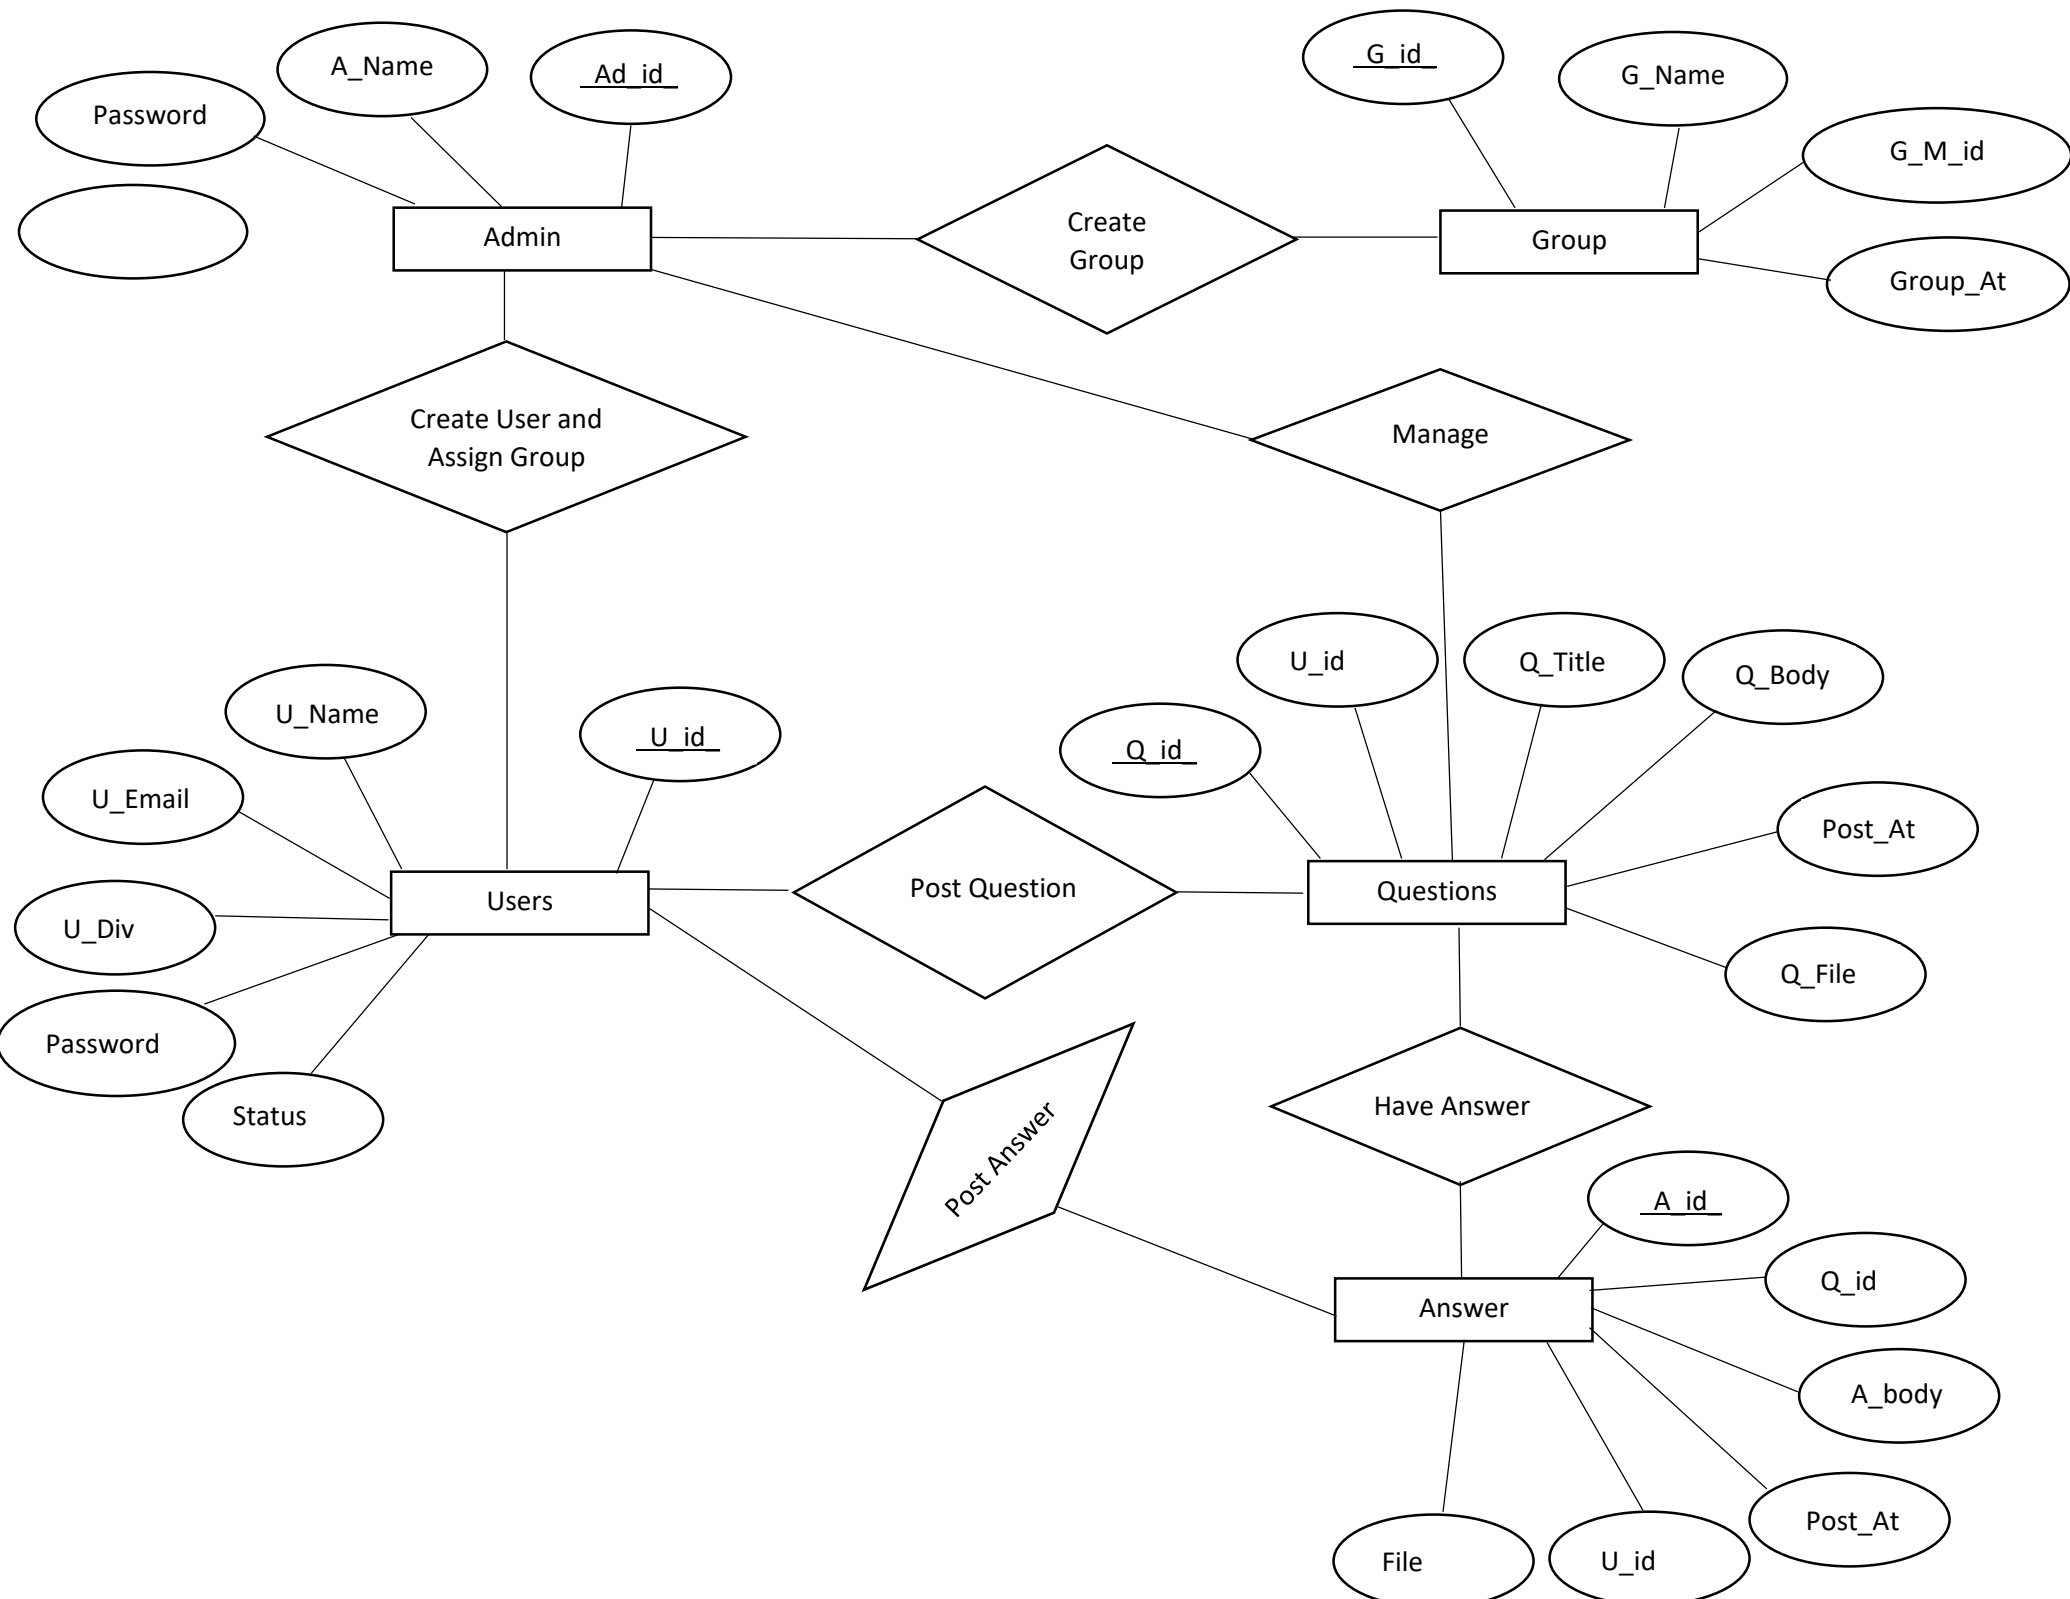 A_Name
Ad_id
Password
G_id
G_Name
G_M_id
Group_At
Admin
Create
Group
Group
Create User and
Assign Group
Manage
U_Name
U_id
U_Email
U_Div
Password
Status
Users
Post Question
U_id
Q_Title
Q_Body
Q_id
Post_At
Questions
Q_File
Have Answer
Post Answer
A_id
Q_id
Answer
A_body
Post_At
File
U_id